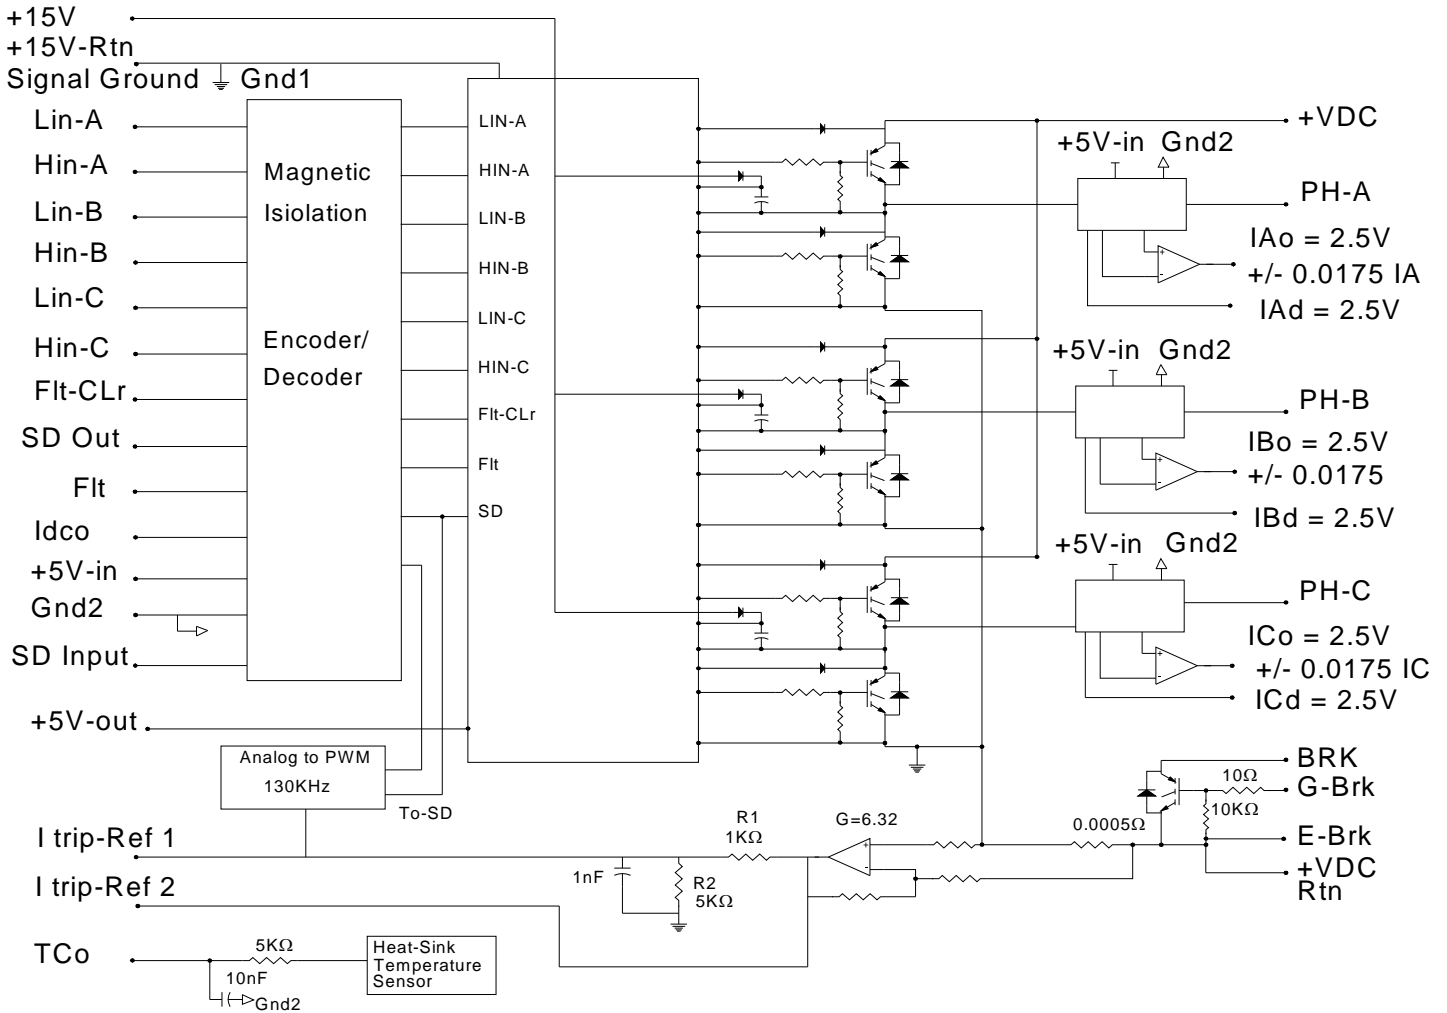 +15V
+15V-Rtn
Signal Ground
Gnd1
Lin-A
Hin-A
Lin-B
Hin-B
Lin-C
Hin-C
Flt-CLr
SD Out
Flt
Idco
+5V-in
Gnd2
SD Input
+5V-out
Magnetic
Isiolation
Encoder/
Decoder
LIN-A
HIN-A
LIN-B
HIN-B
LIN-C
HIN-C
Flt-CLr
Flt
SD
+VDC
+5V-in Gnd2
PH-A
IAo = 2.5V
+/- 0.0175 IA
IAd = 2.5V
+
-
+5V-in Gnd2
PH-B
IBo = 2.5V
+/- 0.0175
IBd = 2.5V
+
-
+5V-in Gnd2
PH-C
ICo = 2.5V
+/- 0.0175 IC
ICd = 2.5V
+
-
Analog to PWM
130KHz
To-SD
BRK
10Ω
G-Brk
10KΩ
E-Brk
+VDC
Rtn
0.0005Ω
G=6.32
+
-
R1
1KΩ
I trip-Ref 1
1nF
R2
5KΩ
I trip-Ref 2
TCo
5KΩ
10nF
Gnd2
Heat-Sink
Temperature
Sensor